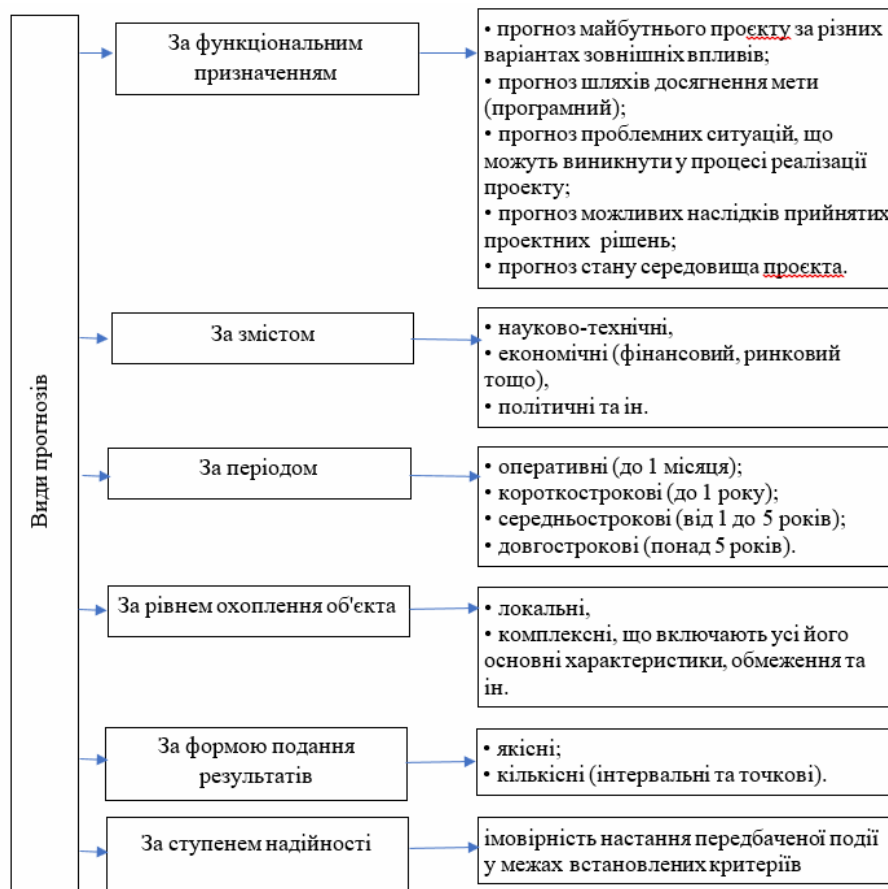 Види прогнозів
За функціональним
призначенням
• прогноз майбутнього проєкту за різних
варіантах зовнішніх впливів;
• прогноз шляхів досягнення мети
(програмний);
• прогноз проблемних ситуацій, що
можуть виникнути у процесі реалізації
проекту;
• прогноз можливих наслідків прийнятих
проектних рішень;
• прогноз стану середовища проєкта.
За змістом
• науково-технічні,
• економічні (фінансовий, ринковий
тощо),
• політичні та ін.
За періодом
• оперативні (до 1 місяця);
• короткострокові (до 1 року);
• середньострокові (від 1 до 5 років);
• довгострокові (понад 5 років).
За рівнем охоплення об'єкта
• локальні,
• комплексні, що включають усі його
основні характеристики, обмеження та
ін.
За формою подання
результатів
• якісні;
• кількісні (інтервальні та точкові).
За ступенем надійності
імовірність настання передбаченої події
у межах встановлених критеріїв